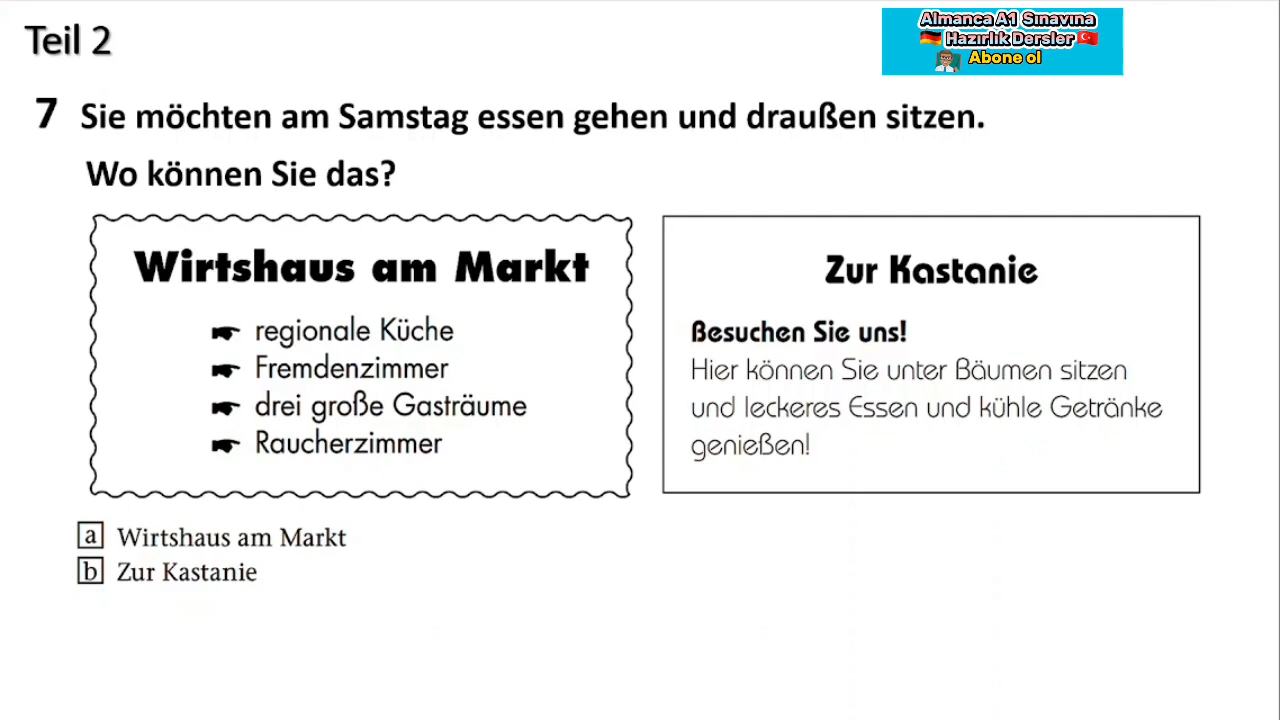 Teil 2
Almanca A1 Sınavına
Hazırlık Dersler
Abone ol
7 Sie möchten am Samstag essen gehen und draußen sitzen.
Wo können Sie das?
Wirtshaus am Markt
regionale Küche
Fremdenzimmer
drei große Gasträume
Raucherzimmer
Zur Kastanie
Besuchen Sie uns!
Hier können Sie unter Bäumen sitzen
und leckeres Essen und kühle Getränke
genießen!
a Wirtshaus am Markt
b Zur Kastanie